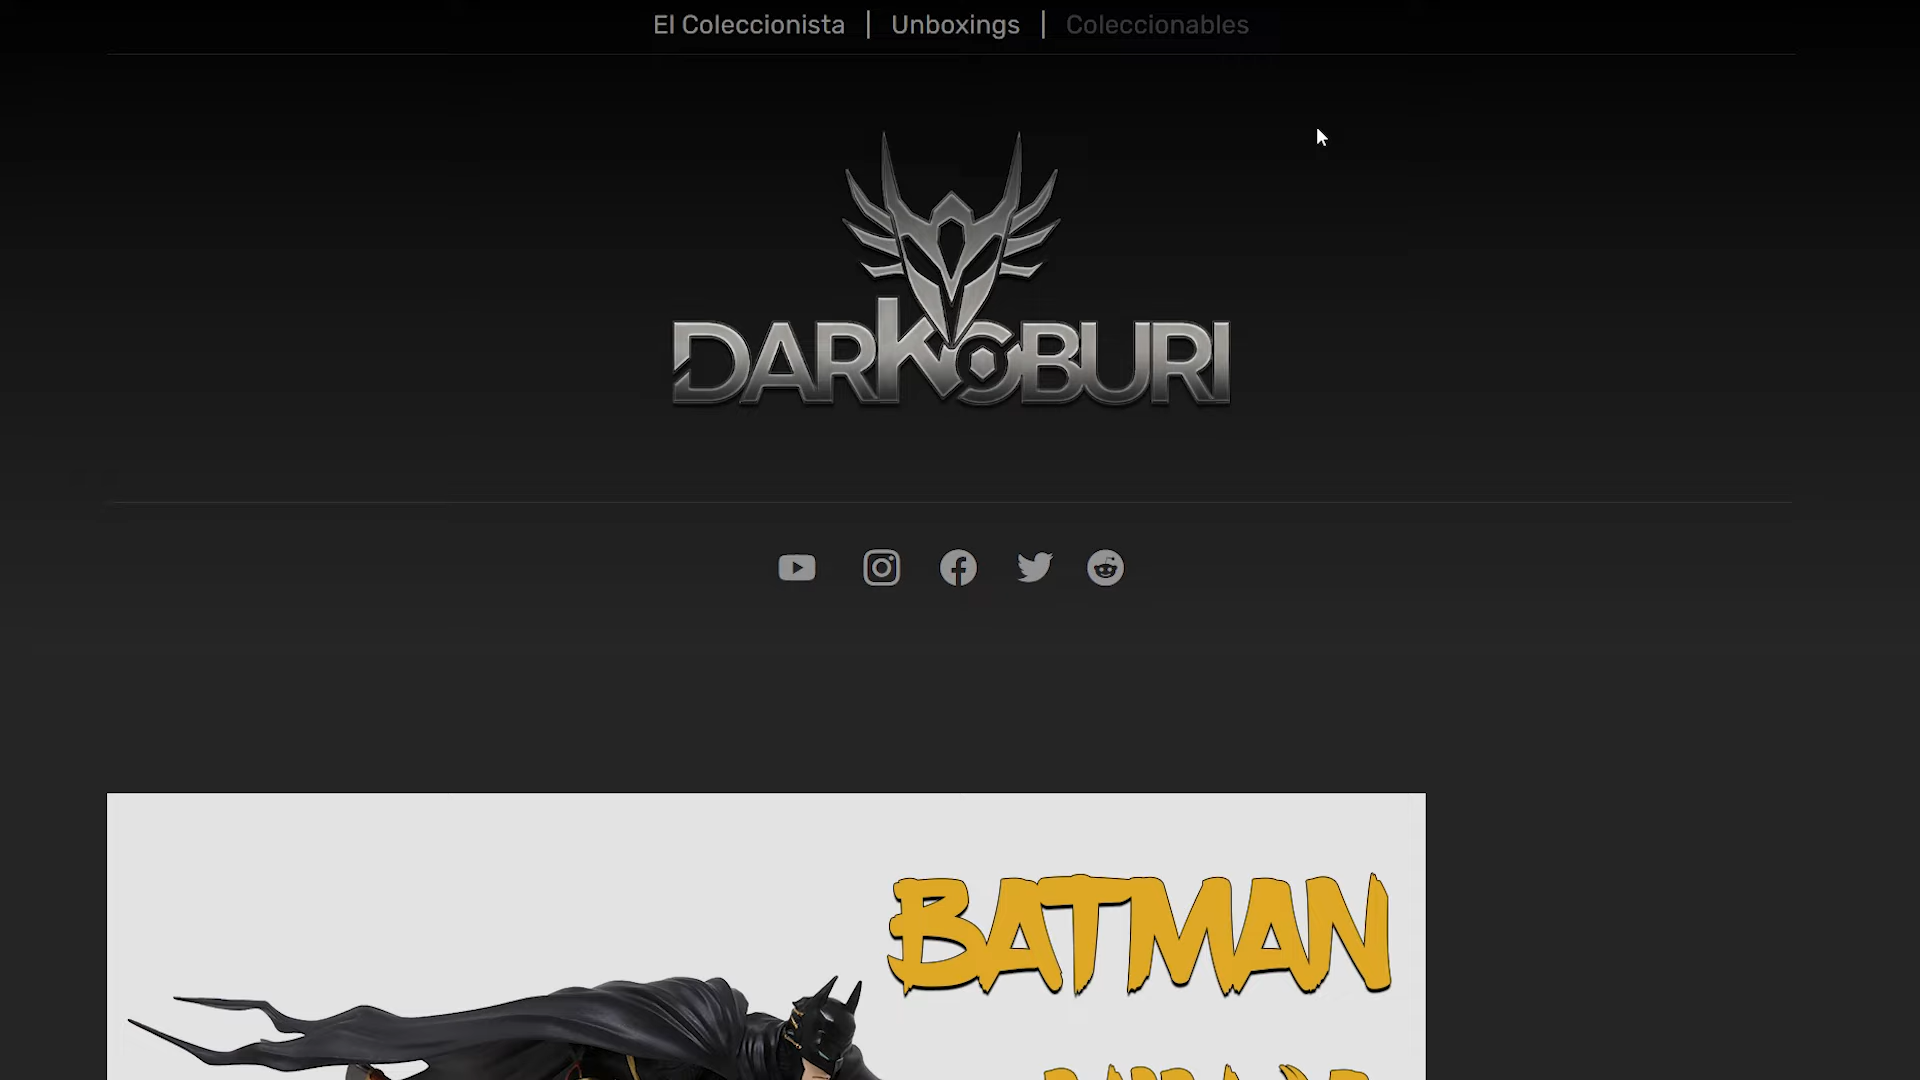 El Coleccionista | Unboxings | Coleccionables
DARKOBURI
BATMAN